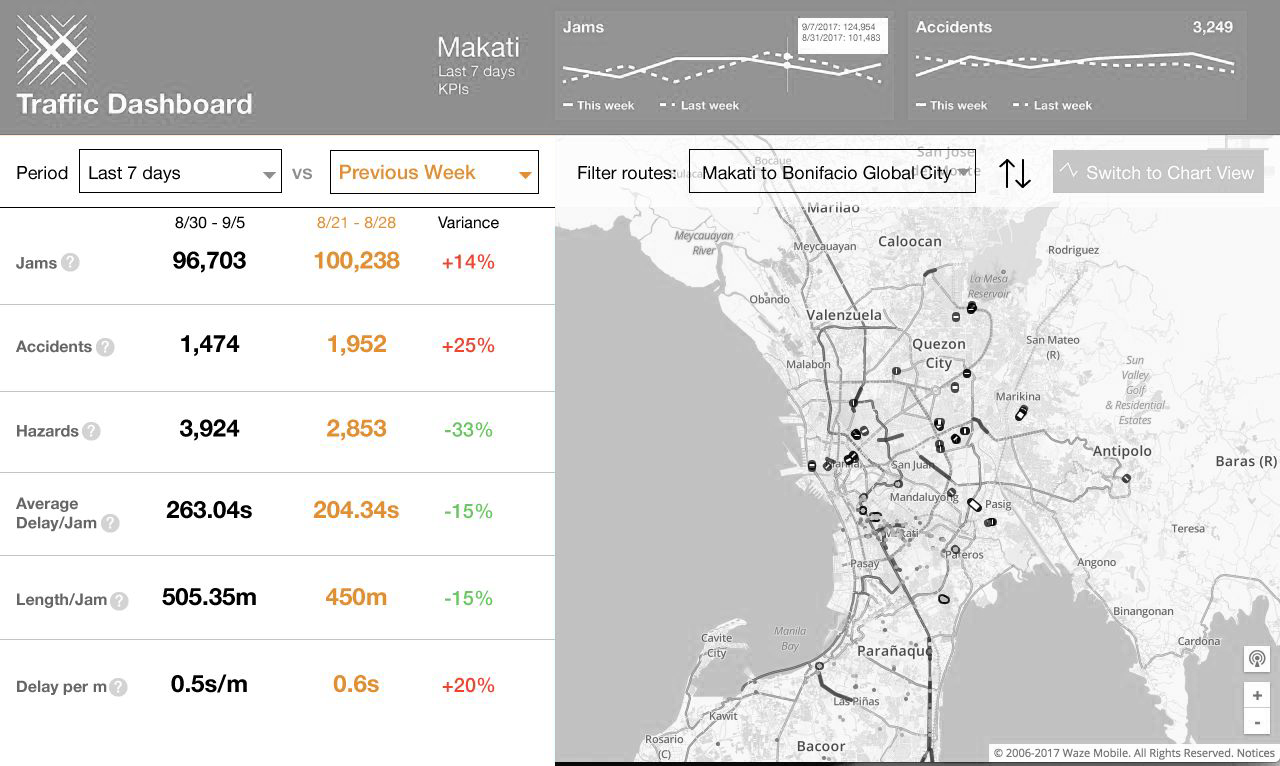 Traffic Dashboard
Makati
Last 7 days
KPIs
Jams
9/7/2017: 124,954
8/31/2017: 101,483
This week
Last week
Accidents
3,249
This week
Last week
Period
Last 7 days
vs
Previous Week
Filter routes:
Makati to Bonifacio Global City
Switch to Chart View
8/30 - 9/5
8/21 - 8/28
Variance
Jams ?
96,703
100,238
+14%
Accidents ?
1,474
1,952
+25%
Hazards ?
3,924
2,853
-33%
Average
Delay/Jam ?
263.04s
204.34s
-15%
Length/Jam ?
505.35m
450m
-15%
Delay per m ?
0.5s/m
0.6s
+20%
Bocaue
San Jose
Marilao
Meycauayan
River
Meycauayan
Caloocan
Rodriguez
La Mesa
Reservoir
Obando
Valenzuela
Quezon
City
San Mateo
(R)
Malabon
Sun
Valley
Golf
& Residential
Estates
Marikina
Antipolo
Baras (R)
San Juan
Mandaluyong
Pasig
Teresa
Makati
Pasay
Pateros
Angono
Binangonan
Cardona
Manila
Bay
Cavite
City
Parañaque
Las Piñas
Kawit
Rosario
(C)
Bacoor
+
-
© 2006-2017 Waze Mobile. All Rights Reserved. Notices